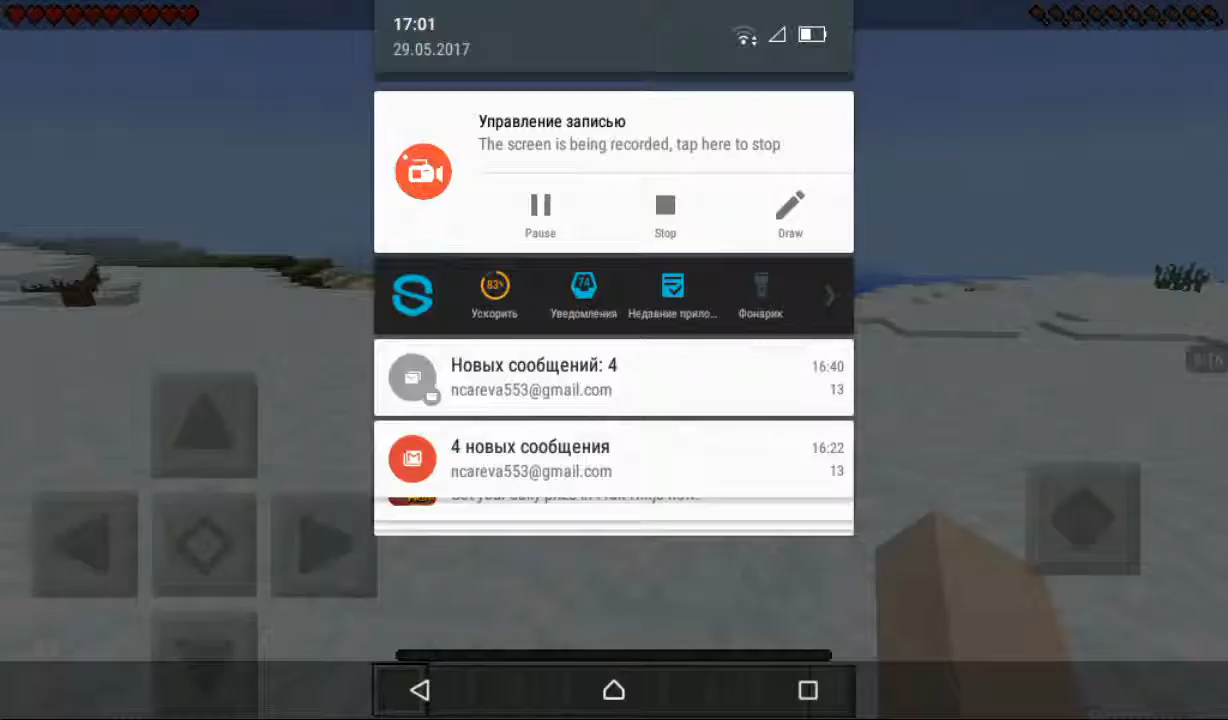 17:01
29.05.2017
Управление записью
The screen is being recorded, tap here to stop
Pause
Stop
Draw
83%
74
Ускорить
Уведомления
Недавние прило...
Фонарик
Новых сообщений: 4
16:40
ncareva553@gmail.com
13
4 новых сообщения
16:22
ncareva553@gmail.com
13